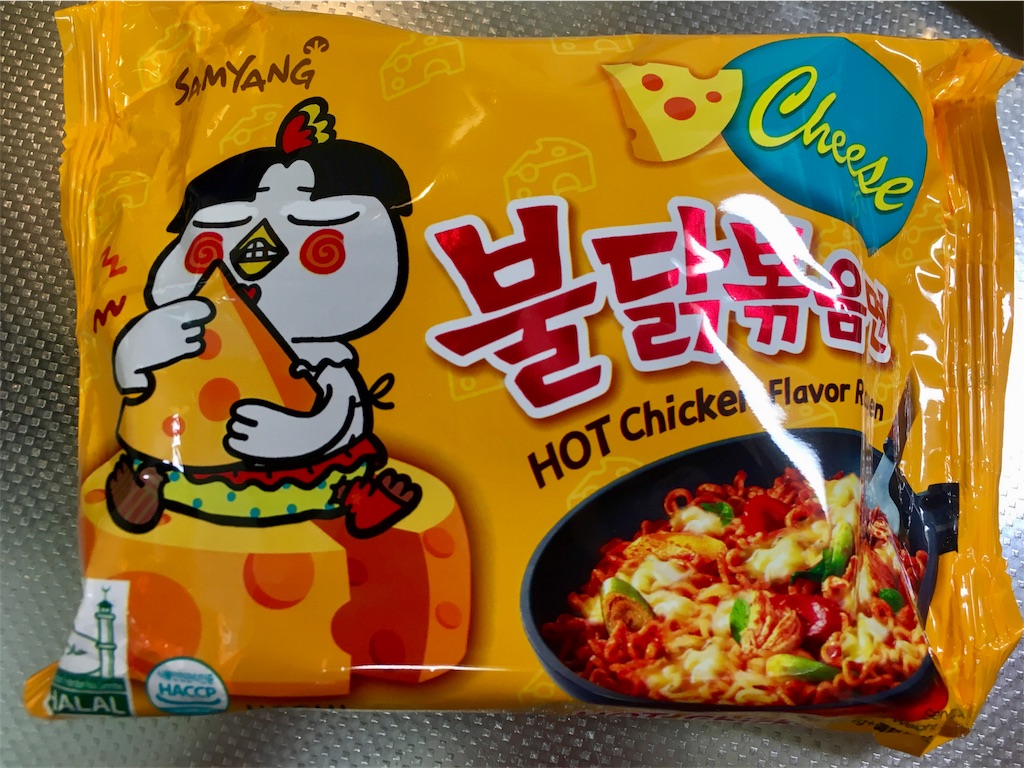 SAMYANG
Cheese
불닭볶음면
HOT Chicken Flavor Ramen
HALAL
HACCP